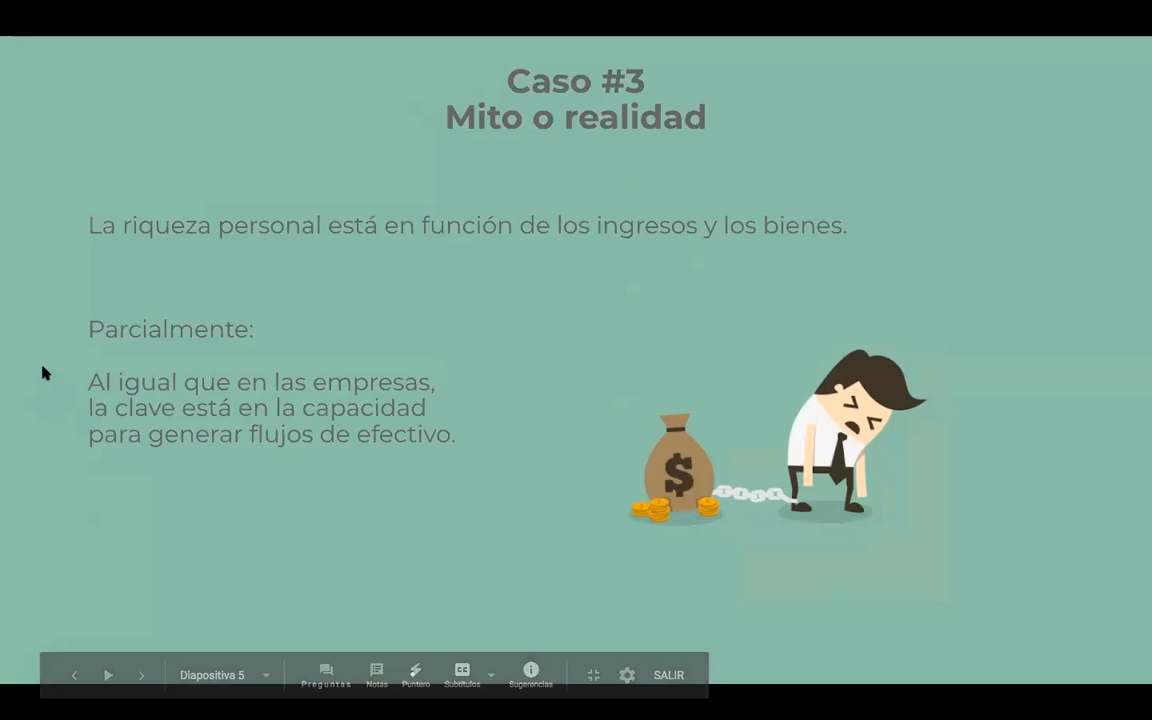 Caso #3
Mito o realidad
La riqueza personal está en función de los ingresos y los bienes.
Parcialmente:
Al igual que en las empresas,
la clave está en la capacidad
para generar flujos de efectivo.
$
Diapositiva 5
Preguntas
Notas
Puntero
CC
Subtítulos
Sugerencias
SALIR